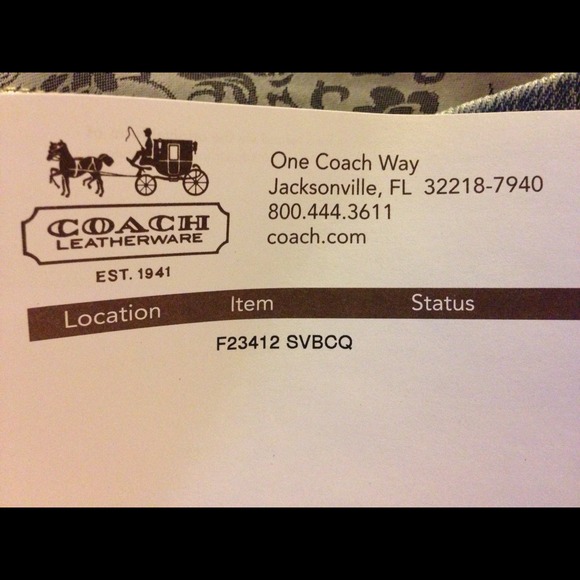 COACH
LEATHERWARE
EST. 1941
One Coach Way
Jacksonville, FL 32218-7940
800.444.3611
coach.com
Location Item Status
F23412 SVBCQ